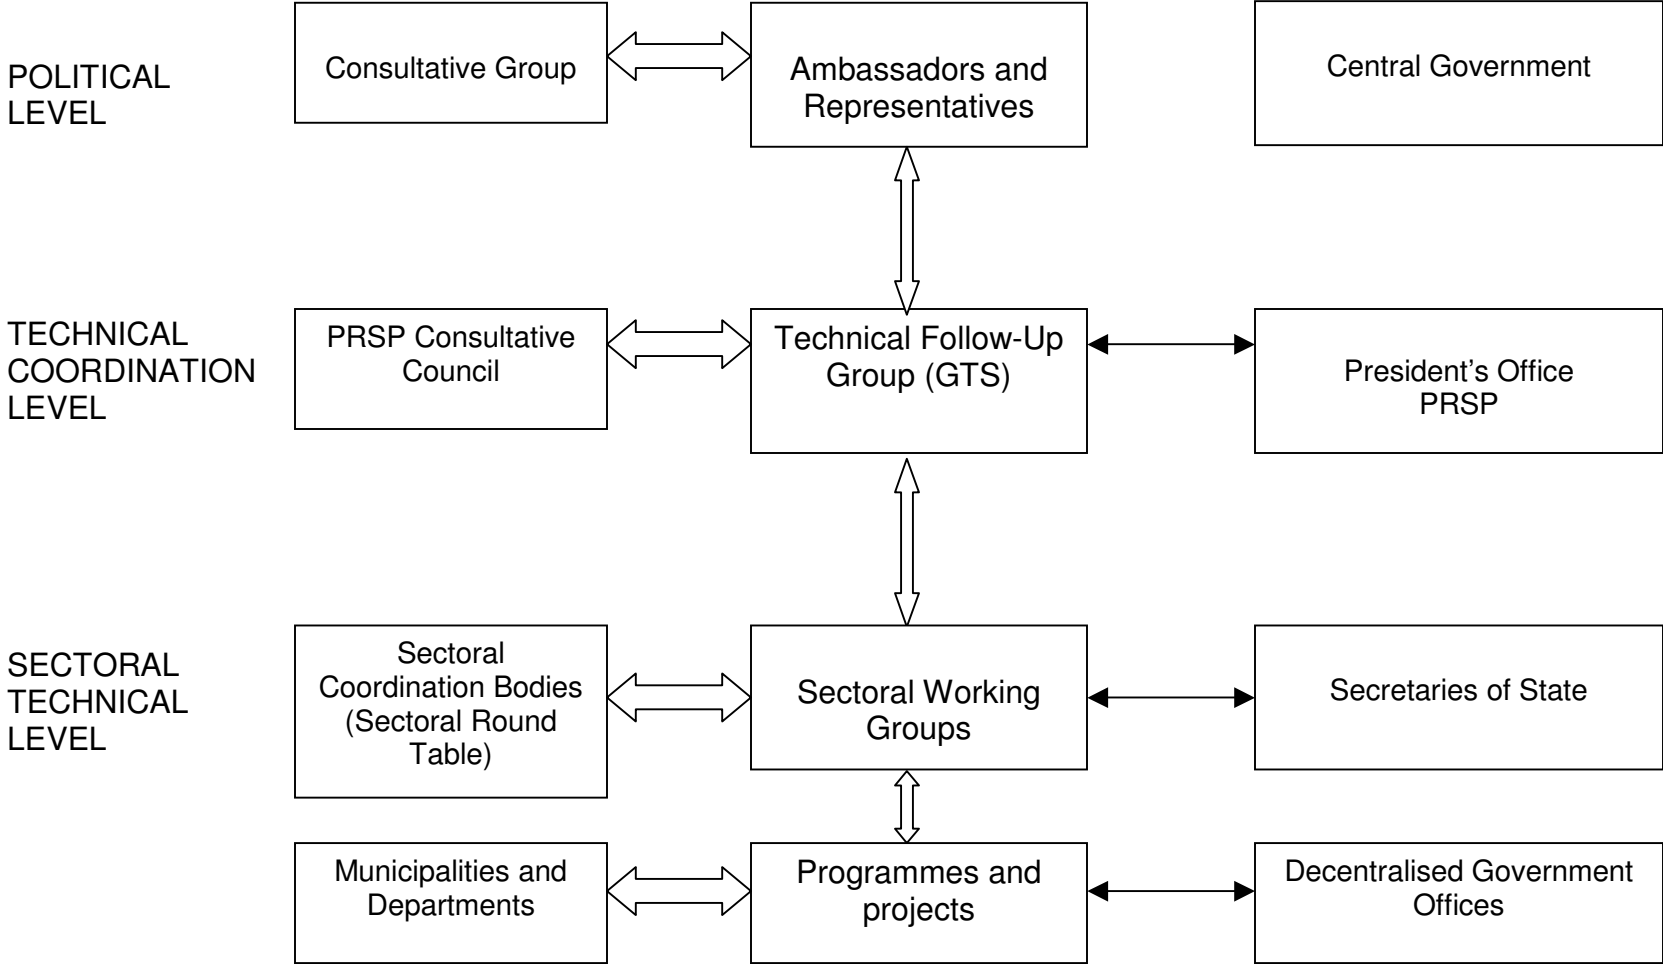 POLITICAL
LEVEL
Consultative Group
Ambassadors and
Representatives
Central Government
TECHNICAL
COORDINATION
LEVEL
PRSP Consultative
Council
Technical Follow-Up
Group (GTS)
President’s Office
PRSP
SECTORAL
TECHNICAL
LEVEL
Sectoral
Coordination Bodies
(Sectoral Round
Table)
Sectoral Working
Groups
Secretaries of State
Municipalities and
Departments
Programmes and
projects
Decentralised Government
Offices